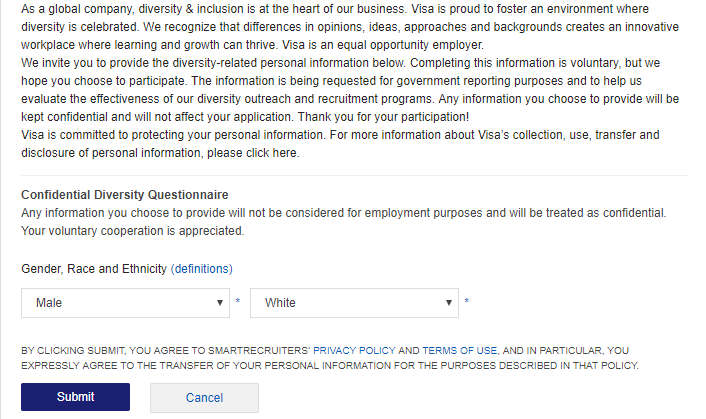 As a global company, diversity & inclusion is at the heart of our business. Visa is proud to foster an environment where
diversity is celebrated. We recognize that differences in opinions, ideas, approaches and backgrounds creates an innovative
workplace where learning and growth can thrive. Visa is an equal opportunity employer.
We invite you to provide the diversity-related personal information below. Completing this information is voluntary, but we
hope you choose to participate. The information is being requested for government reporting purposes and to help us
evaluate the effectiveness of our diversity outreach and recruitment programs. Any information you choose to provide will be
kept confidential and will not affect your application. Thank you for your participation!
Visa is committed to protecting your personal information. For more information about Visa's collection, use, transfer and
disclosure of personal information, please click here.
Confidential Diversity Questionnaire
Any information you choose to provide will not be considered for employment purposes and will be treated as confidential.
Your voluntary cooperation is appreciated.
Gender, Race and Ethnicity (definitions)
Male * White *
BY CLICKING SUBMIT, YOU AGREE TO SMARTRECRUITERS' PRIVACY POLICY AND TERMS OF USE, AND IN PARTICULAR, YOU
EXPRESSLY AGREE TO THE TRANSFER OF YOUR PERSONAL INFORMATION FOR THE PURPOSES DESCRIBED IN THAT POLICY.
Submit Cancel